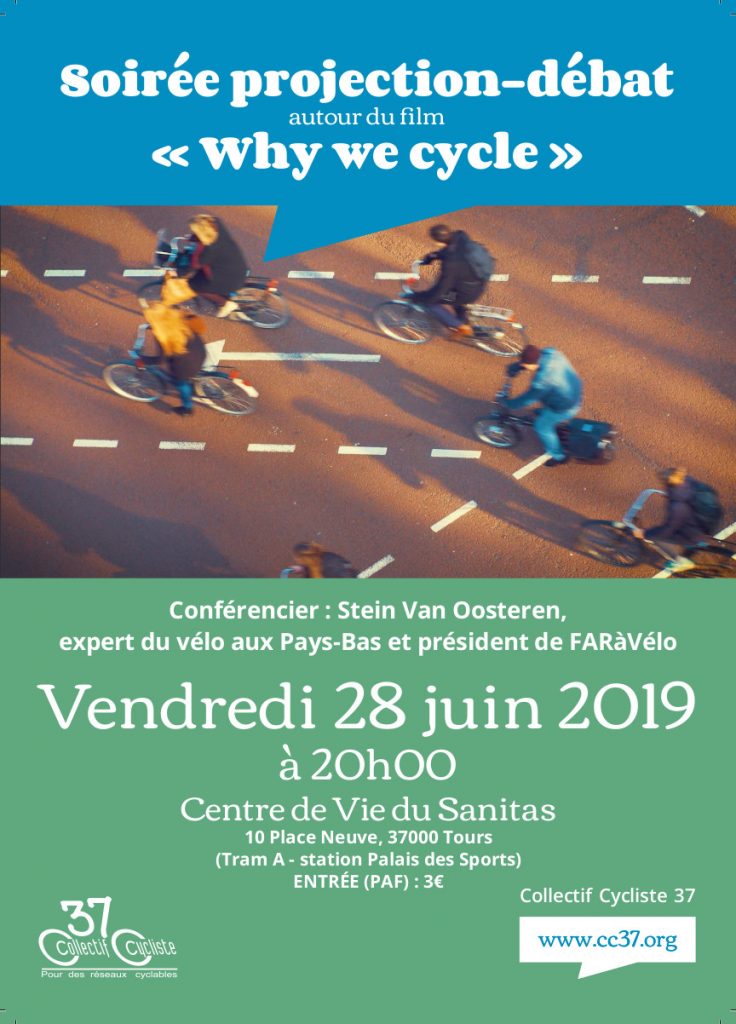 Soirée projection-débat
autour du film
« Why we cycle »
Conférencier : Stein Van Oosteren,
expert du vélo aux Pays-Bas et président de FARàVélo
Vendredi 28 juin 2019
à 20h00
Centre de Vie du Sanitas
10 Place Neuve, 37000 Tours
(Tram A - station Palais des Sports)
ENTRÉE (PAF) : 3€
Collectif Cycliste 37
www.cc37.org
37
Collectif Cycliste
Pour des réseaux cyclables